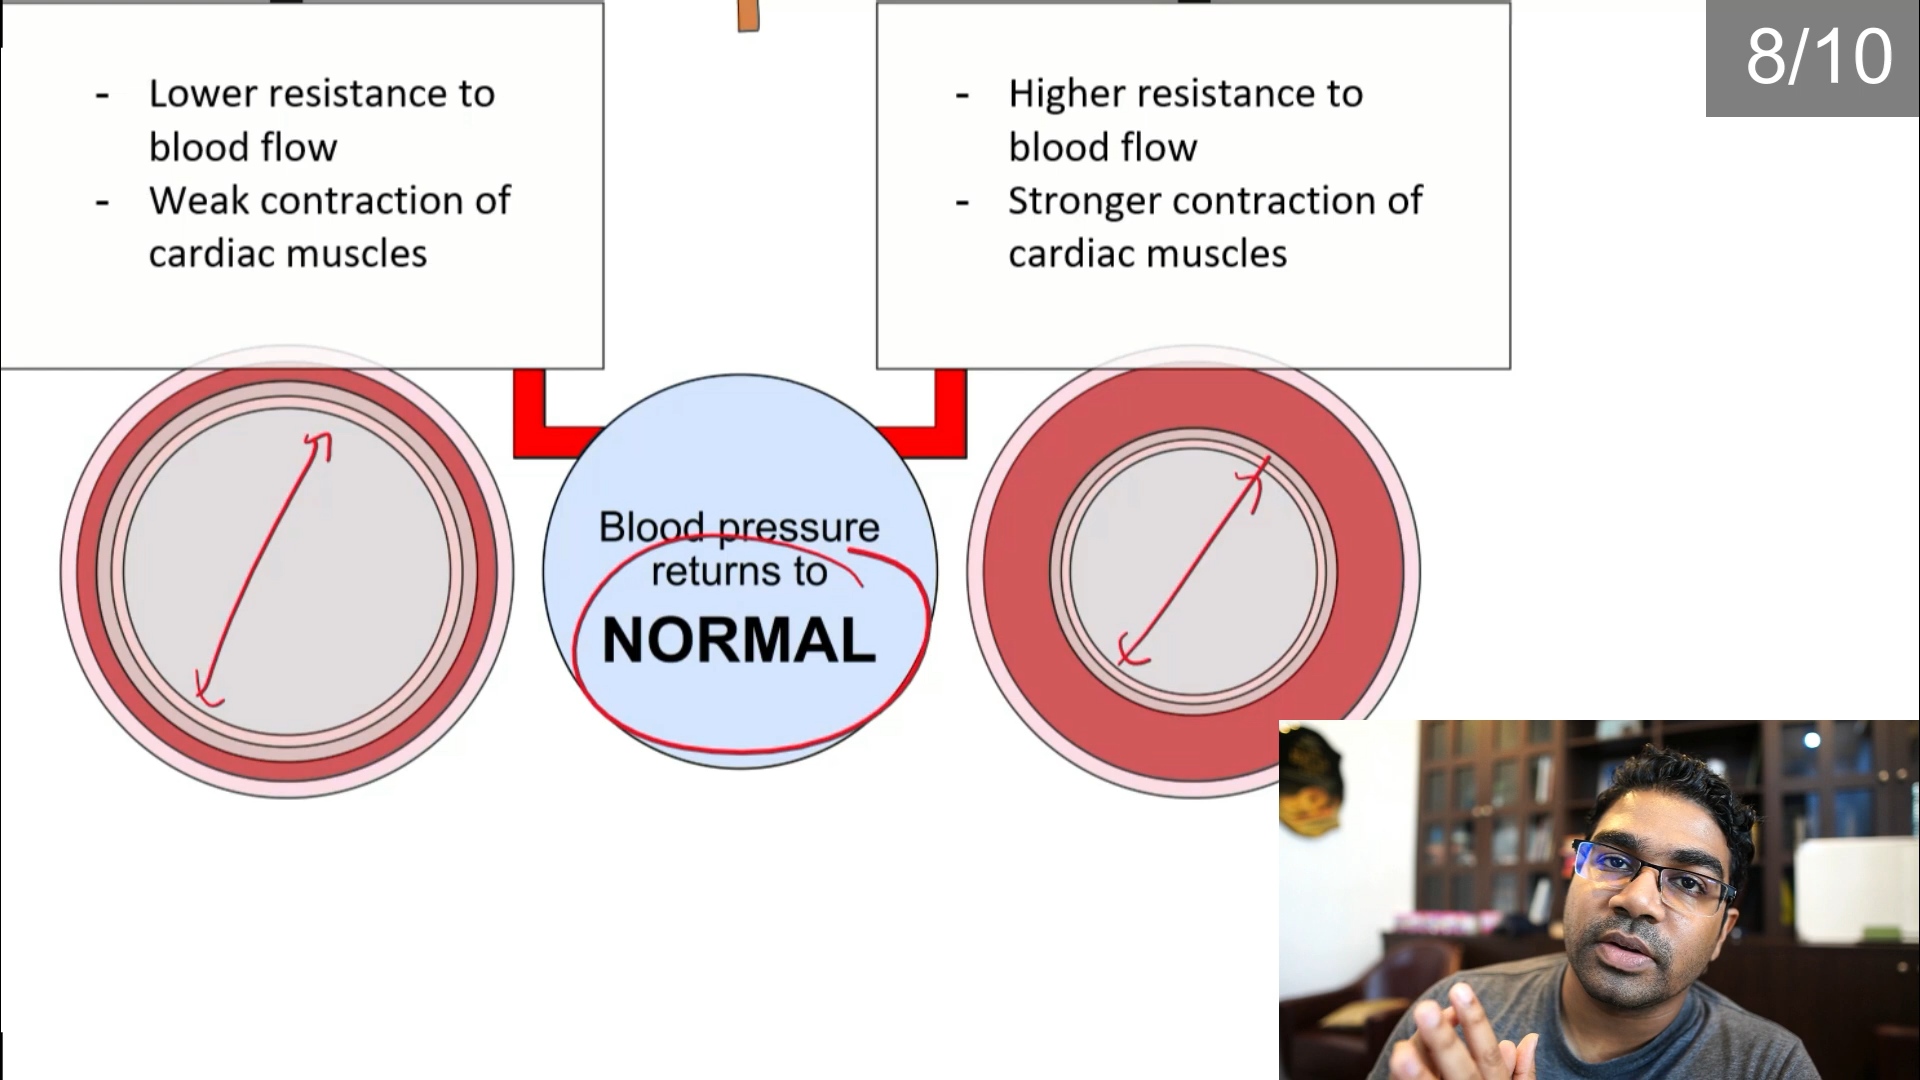 8/10
- Lower resistance to
blood flow
- Weak contraction of
cardiac muscles
- Higher resistance to
blood flow
- Stronger contraction of
cardiac muscles
Blood pressure
returns to
NORMAL